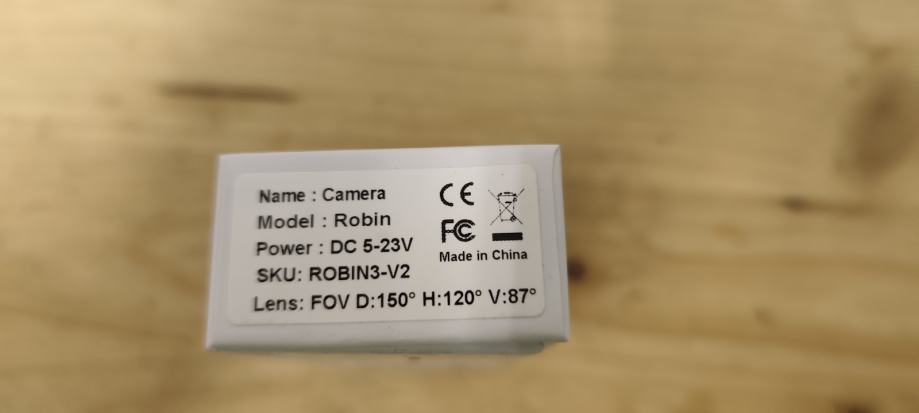 Name : Camera
Model : Robin
Power : DC 5-23V
SKU: ROBIN3-V2
Lens: FOV D:150° H:120° V:87°
CE
FC
Made in China